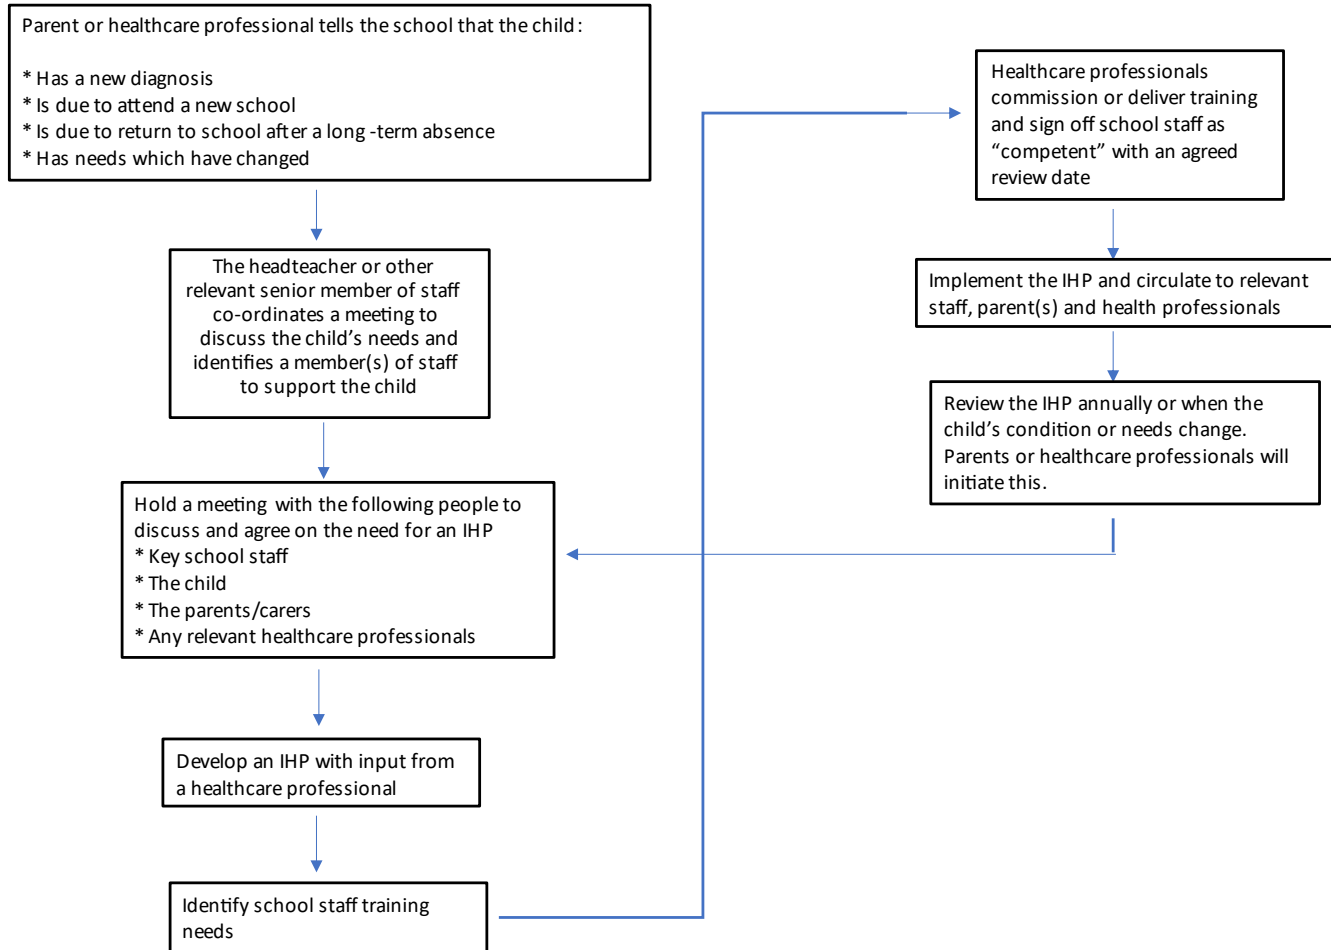 Parent or healthcare professional tells the school that the child :
* Has a new diagnosis
* Is due to attend a new school
* Is due to return to school after a long -term absence
* Has needs which have changed
The headteacher or other
relevant senior member of staff
co-ordinates a meeting to
discuss the child’s needs and
identifies a member(s) of staff
to support the child
Hold a meeting with the following people to
discuss and agree on the need for an IHP
* Key school staff
* The child
* The parents/carers
* Any relevant healthcare professionals
Develop an IHP with input from
a healthcare professional
Identify school staff training
needs
Healthcare professionals
commission or deliver training
and sign off school staff as
“competent” with an agreed
review date
Implement the IHP and circulate to relevant
staff, parent(s) and health professionals
Review the IHP annually or when the
child’s condition or needs change.
Parents or healthcare professionals will
initiate this.